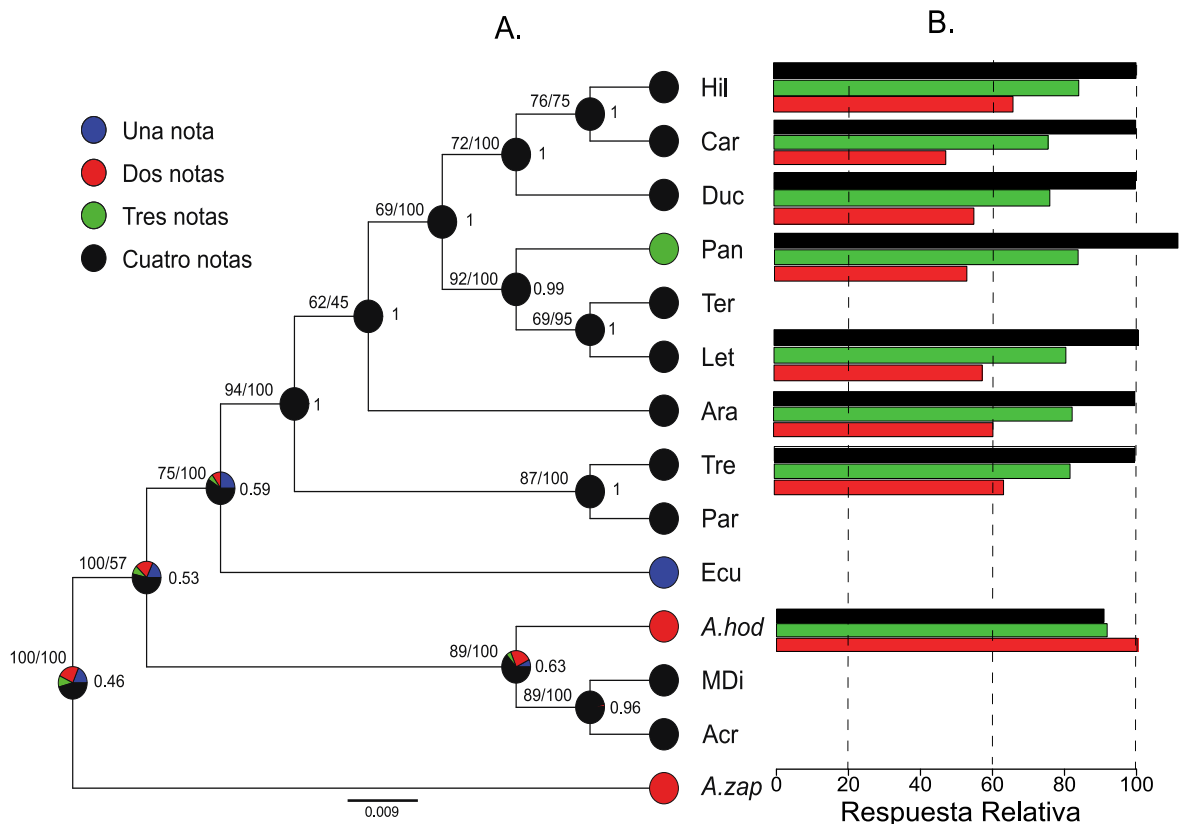 A.
B.
Una nota
Dos notas
Tres notas
Cuatro notas
76/75
1
72/100
1
69/100
1
92/100
0.99
69/95
1
62/45
1
94/100
1
87/100
1
75/100
0.59
100/57
0.53
89/100
0.63
89/100
0.96
100/100
0.46
Hil
Car
Duc
Pan
Ter
Let
Ara
Tre
Par
Ecu
A.hod
MDi
Acr
A.zap
0.009
0 20 40 60 80 100
Respuesta Relativa